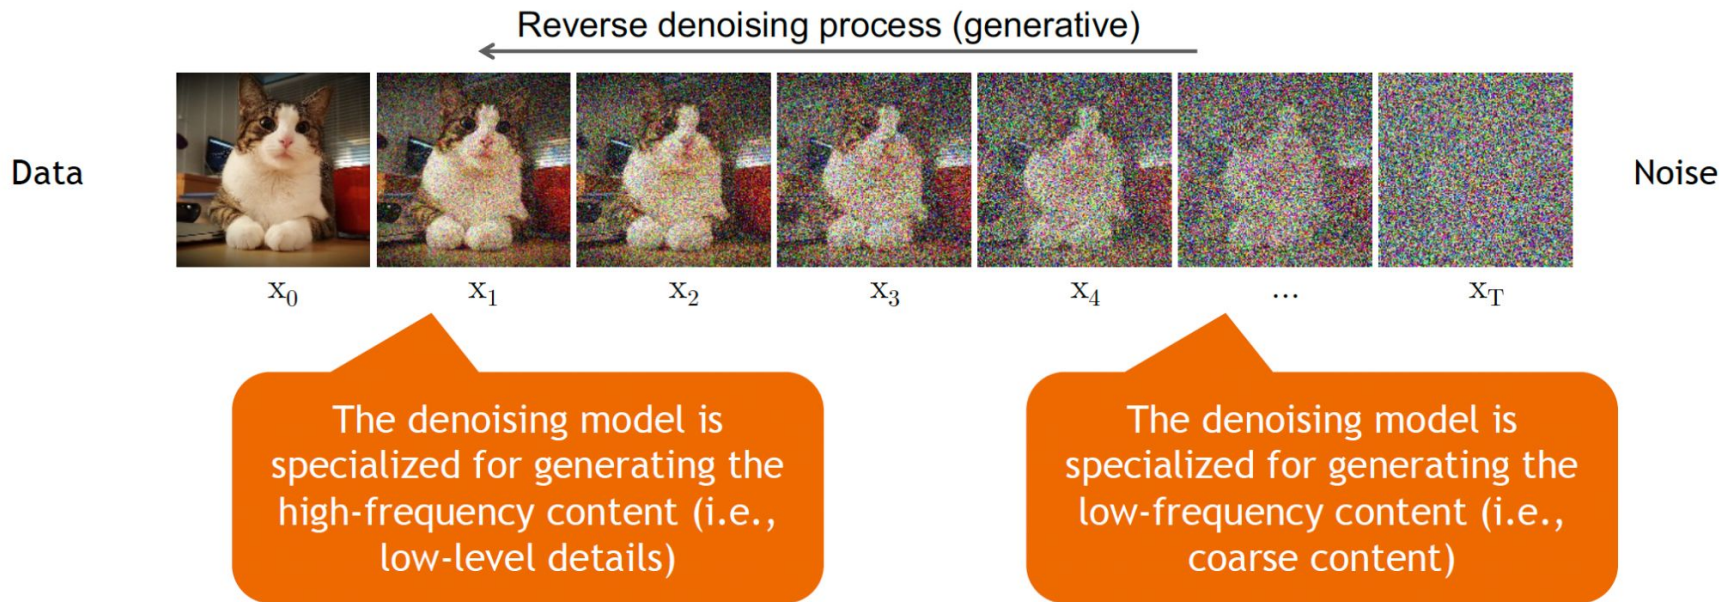 Reverse denoising process (generative)
Data
Noise
x₀
x₁
x₂
x₃
x₄
...
x_T
The denoising model is
specialized for generating the
high-frequency content (i.e.,
low-level details)
The denoising model is
specialized for generating the
low-frequency content (i.e.,
coarse content)